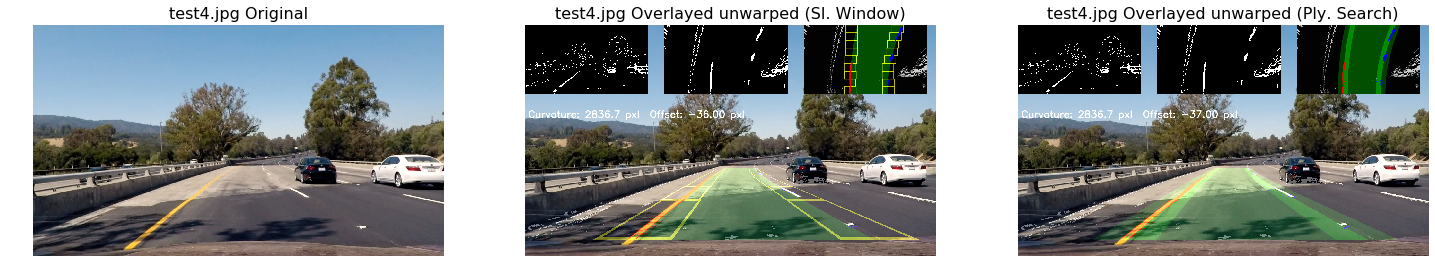 test4.jpg Original
test4.jpg Overlayed unwarped (Sl. Window)
test4.jpg Overlayed unwarped (Ply. Search)
Curvature: 2836.7 pxl Offset: -36.00 pxl
Curvature: 2836.7 pxl Offset: -37.00 pxl